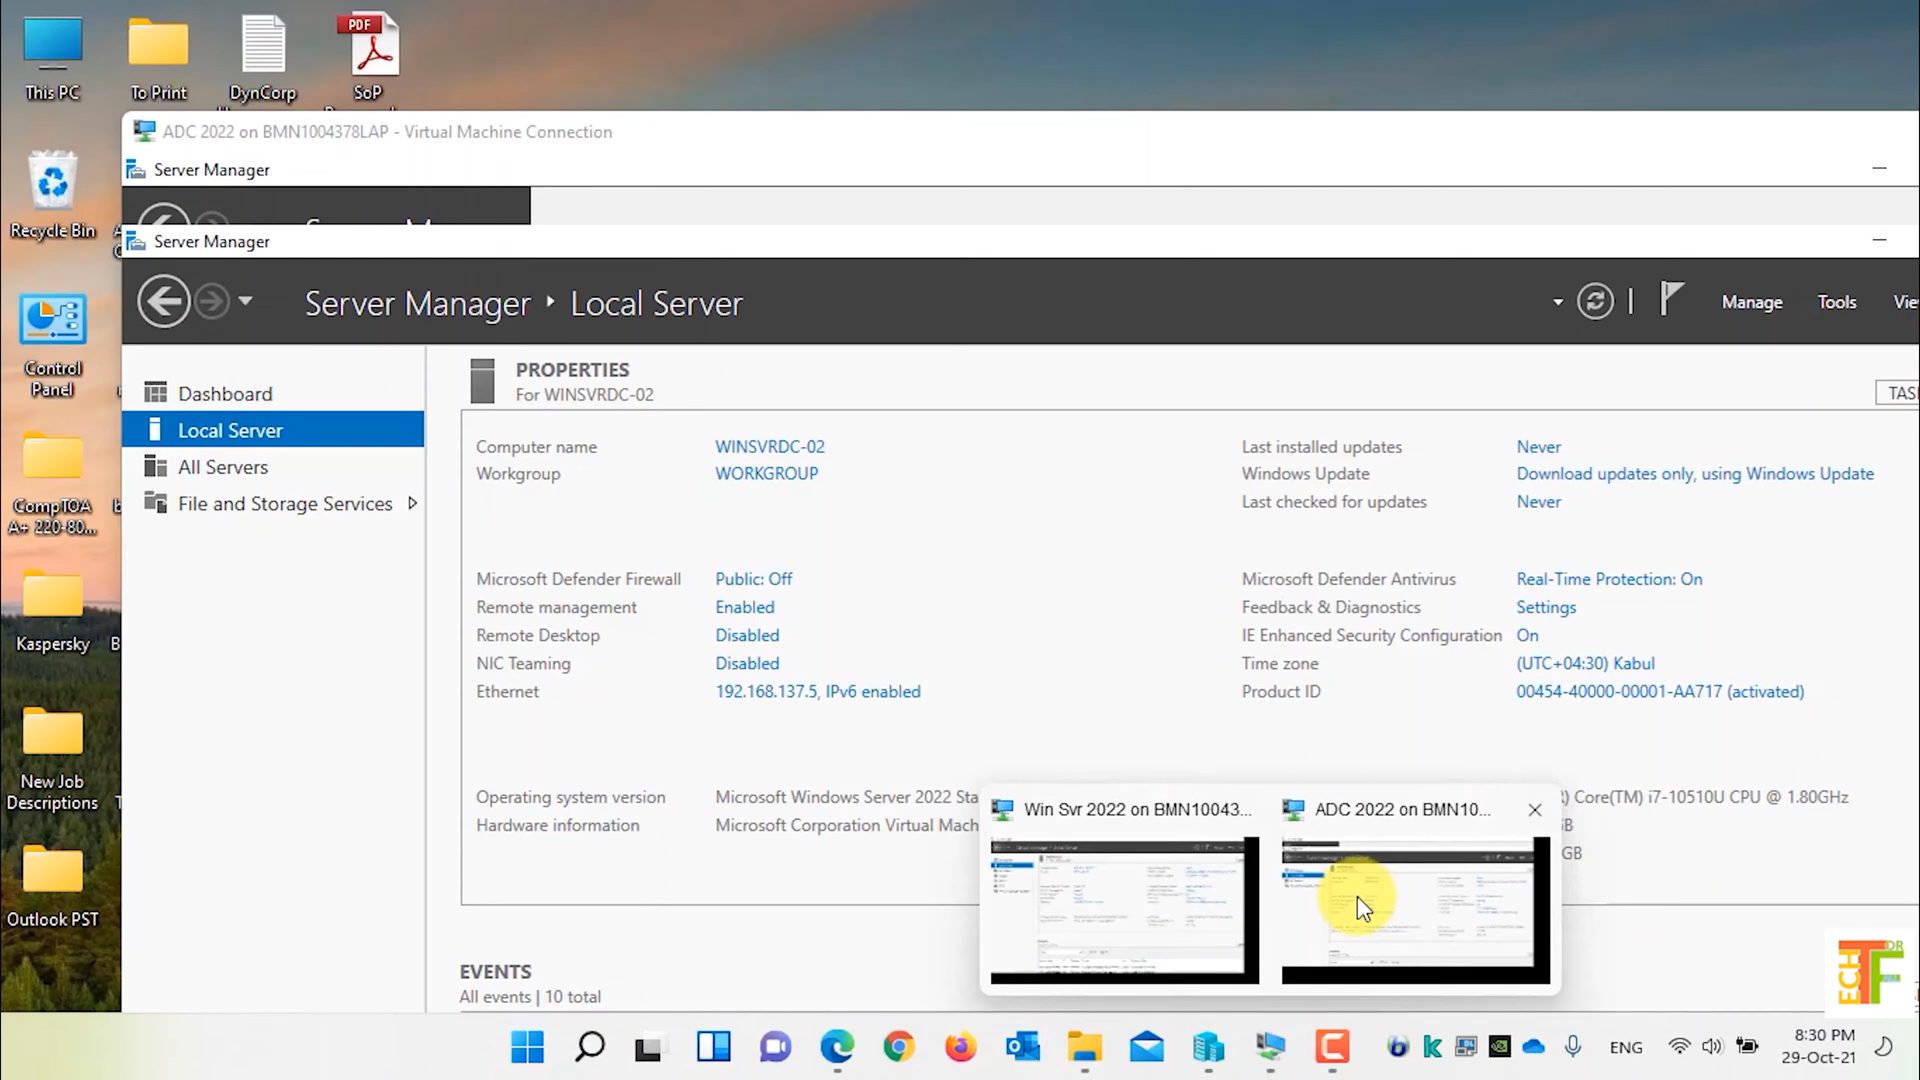 This PC
To Print
DynCorp
SoP
PDF
Recycle Bin
Control
Panel
CompTOA
A+ 220-80...
Kaspersky
New Job
Descriptions
Outlook PST
ADC 2022 on BMN1004378LAP - Virtual Machine Connection
Server Manager
Server Manager
Server Manager ‣ Local Server
Manage
Tools
Dashboard
Local Server
All Servers
File and Storage Services
PROPERTIES
For WINSVRDC-02
Computer name WINSVRDC-02
Workgroup WORKGROUP
Last installed updates Never
Windows Update Download updates only, using Windows Update
Last checked for updates Never
Microsoft Defender Firewall Public: Off
Remote management Enabled
Remote Desktop Disabled
NIC Teaming Disabled
Ethernet 192.168.137.5, IPv6 enabled
Microsoft Defender Antivirus Real-Time Protection: On
Feedback & Diagnostics Settings
IE Enhanced Security Configuration On
Time zone (UTC+04:30) Kabul
Product ID 00454-40000-00001-AA717 (activated)
Operating system version Microsoft Windows Server 2022 Sta
Hardware information Microsoft Corporation Virtual Mach
) Core(TM) i7-10510U CPU @ 1.80GHz
GB
GB
Win Svr 2022 on BMN10043...
ADC 2022 on BMN10...
EVENTS
All events | 10 total
ECH
F
OR
ENG
8:30 PM
29-Oct-21